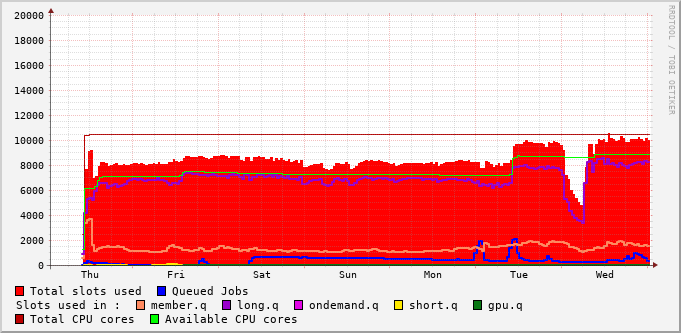 20000
18000
16000
14000
12000
10000
8000
6000
4000
2000
0
Thu Fri Sat Sun Mon Tue Wed
RRDTOOL / TOBI OETIKER
Total slots used Queued Jobs
Slots used in : member.q long.q ondemand.q short.q gpu.q
Total CPU cores Available CPU cores